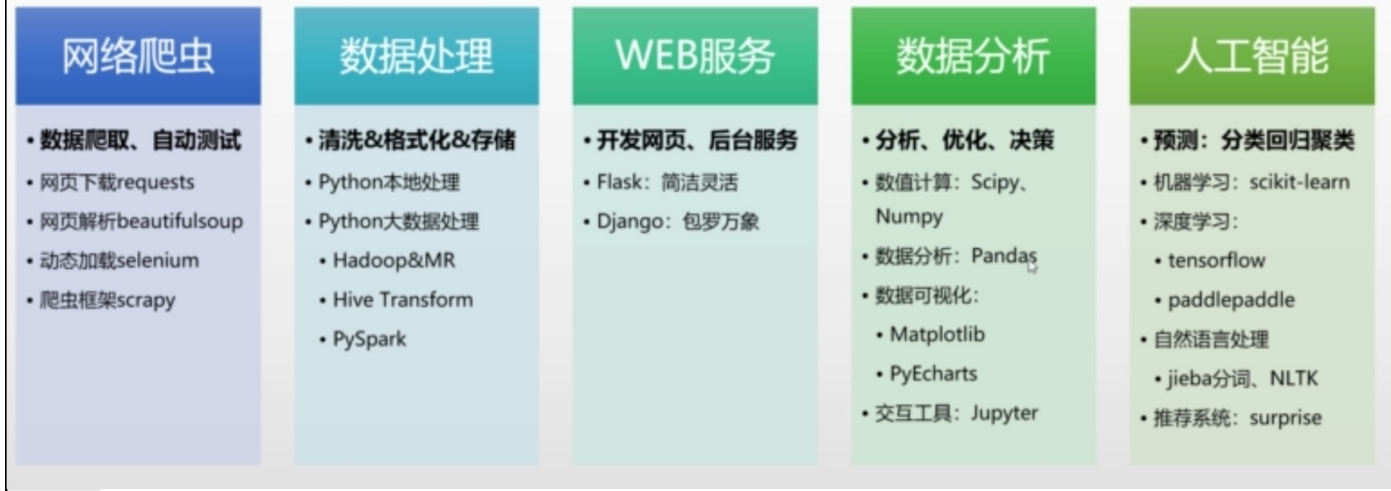 网络爬虫
• 数据爬取、自动测试
• 网页下载requests
• 网页解析beautifulsoup
• 动态加载selenium
• 爬虫框架scrapy
数据处理
• 清洗&格式化&存储
• Python本地处理
• Python大数据处理
• Hadoop&MR
• Hive Transform
• PySpark
WEB服务
• 开发网页、后台服务
• Flask：简洁灵活
• Django：包罗万象
数据分析
• 分析、优化、决策
• 数值计算：Scipy、
Numpy
• 数据分析：Pandas
• 数据可视化：
• Matplotlib
• PyEcharts
• 交互工具：Jupyter
人工智能
• 预测：分类回归聚类
• 机器学习：scikit-learn
• 深度学习：
• tensorflow
• paddlepaddle
• 自然语言处理
• jieba分词、NLTK
• 推荐系统：surprise